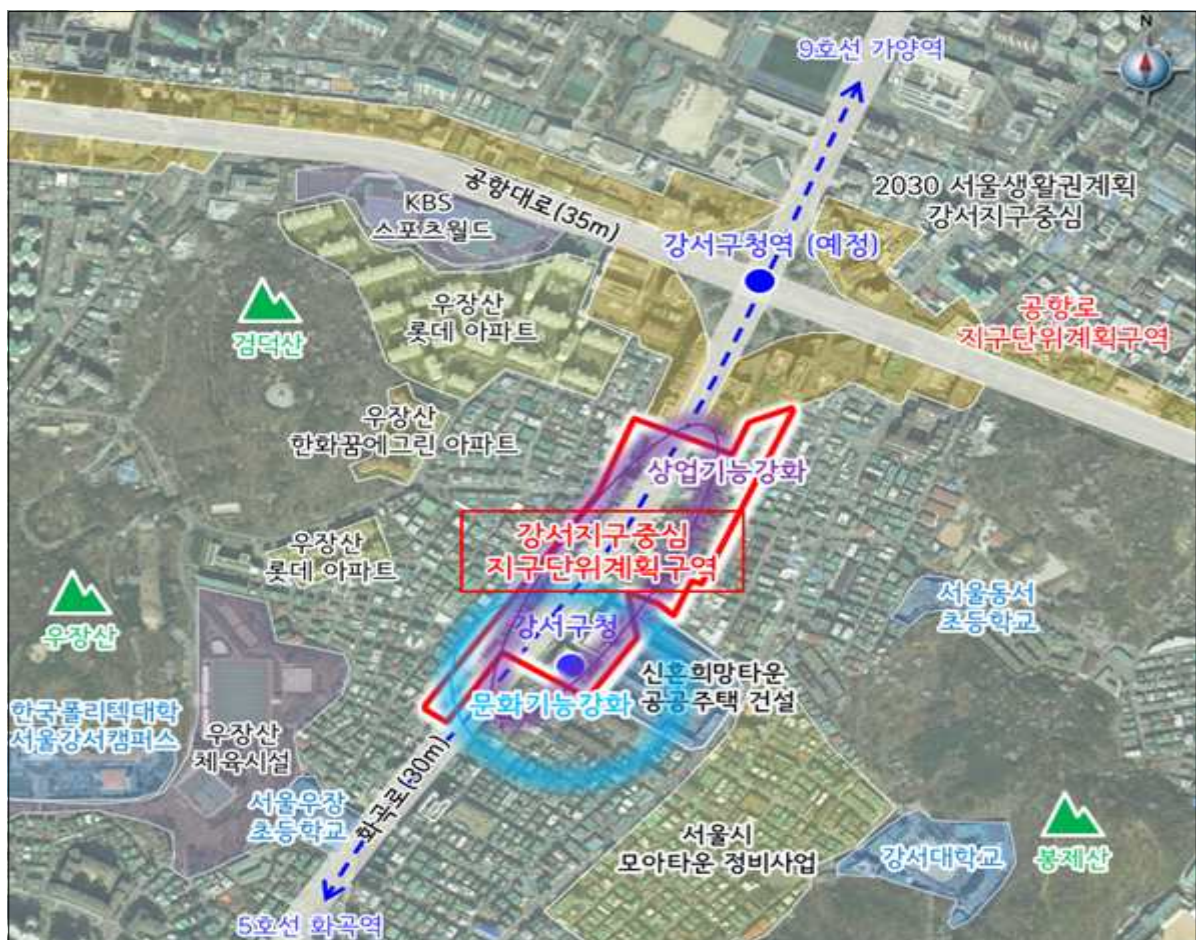 N
9호선 가양역
공항대로(35m)
2030 서울생활권계획
강서지구중심
KBS
스포츠월드
강서구청역 (예정)
우장산
롯데 아파트
공항로
지구단위계획구역
검덕산
우장산
한화꿈에그린 아파트
상업기능강화
강서지구중심
지구단위계획구역
우장산
롯데 아파트
우장산
강서구청
서울동서
초등학교
신혼희망타운
공공주택 건설
문화기능강화
한국폴리텍대학
서울강서캠퍼스
우장산
체육시설
서울우장
초등학교
화곡로(30m)
서울시
모아타운 정비사업
강서대학교
봉제산
5호선 화곡역